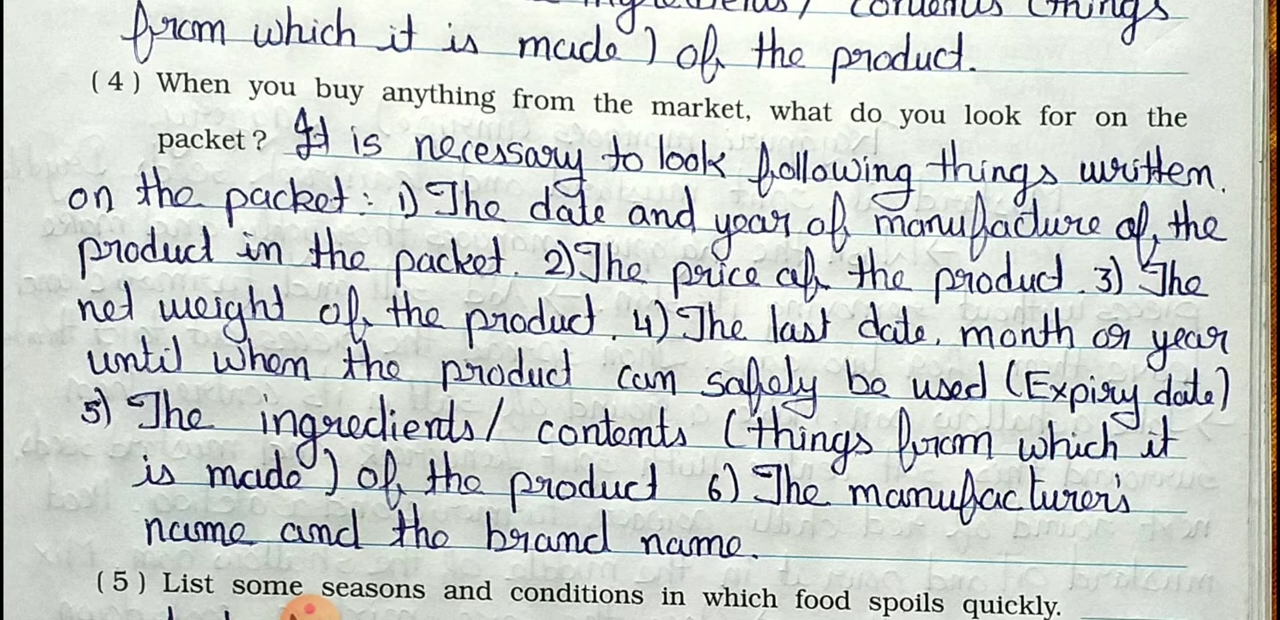 ingredients / contents (things
from which it is made) of the product.
(4) When you buy anything from the market, what do you look for on the
packet? It is necessary to look following things written.
on the packet: 1) The date and year of manufacture of the
product in the packet. 2) The price of the product. 3) The
net weight of the product. 4) The last date, month or year
until when the product can safely be used (Expiry date)
5) The ingredients / contents (things from which it
is made) of the product 6) The manufacturer's
name and the brand name.
(5) List some seasons and conditions in which food spoils quickly.